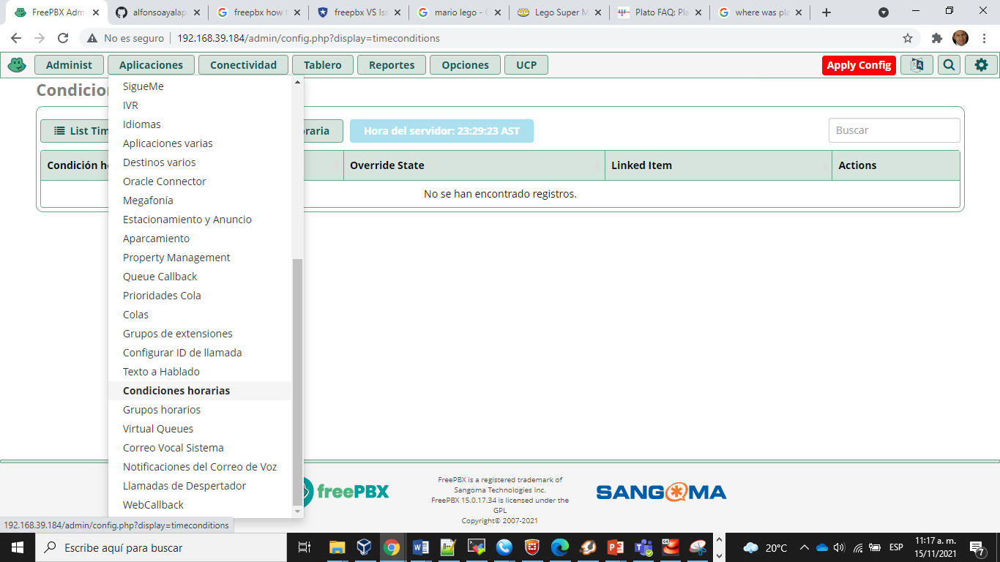 FreePBX Adm
alfonsoayalap
freepbx how t
freepbx VS Iss
mario lego - G
Lego Super M
Plato FAQ: Pla
where was pla
No es seguro
192.168.39.184/admin/config.php?display=timeconditions
Administ
Aplicaciones
Conectividad
Tablero
Reportes
Opciones
UCP
Apply Config
Condicion
List Tim
oraria
Hora del servidor: 23:29:23 AST
Buscar
Condición h
Override State
Linked Item
Actions
No se han encontrado registros.
SigueMe
IVR
Idiomas
Aplicaciones varias
Destinos varios
Oracle Connector
Megafonía
Estacionamiento y Anuncio
Aparcamiento
Property Management
Queue Callback
Prioridades Cola
Colas
Grupos de extensiones
Configurar ID de llamada
Texto a Hablado
Condiciones horarias
Grupos horarios
Virtual Queues
Correo Vocal Sistema
Notificaciones del Correo de Voz
Llamadas de Despertador
WebCallback
freePBX
FreePBX is a registered trademark of
Sangoma Technologies Inc.
FreePBX 15.0.17.34 is licensed under the
GPL
Copyright© 2007-2021
SANGOMA
192.168.39.184/admin/config.php?display=timeconditions
Escribe aquí para buscar
20°C
ESP
11:17 a. m.
15/11/2021
7